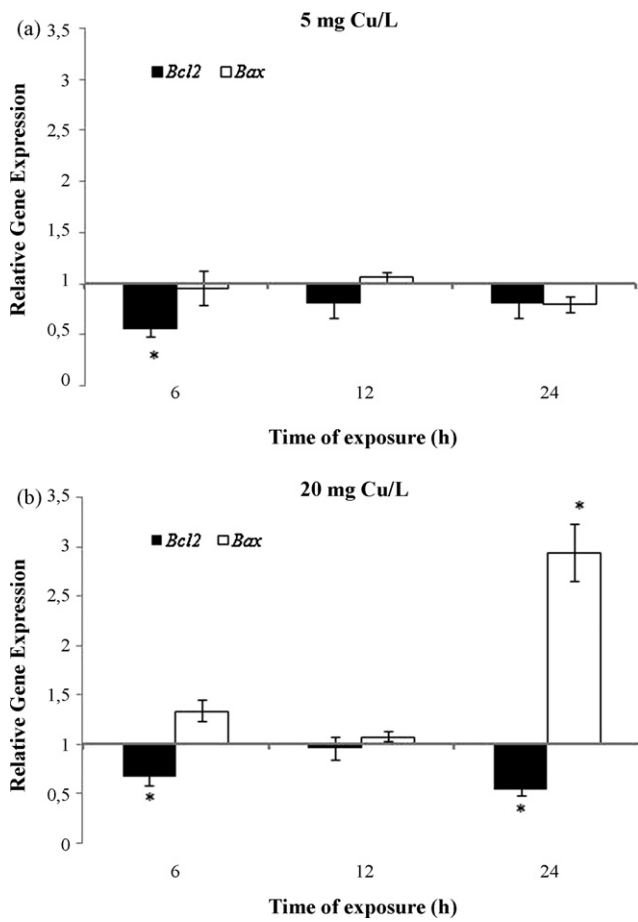 (a)
5 mg Cu/L
Bcl2 Bax
Relative Gene Expression
3,5
3
2,5
2
1,5
1
0,5
0
*
6 12 24
Time of exposure (h)
(b)
20 mg Cu/L
Bcl2 Bax
Relative Gene Expression
3,5
3
2,5
2
1,5
1
0,5
0
*
*
*
6 12 24
Time of exposure (h)